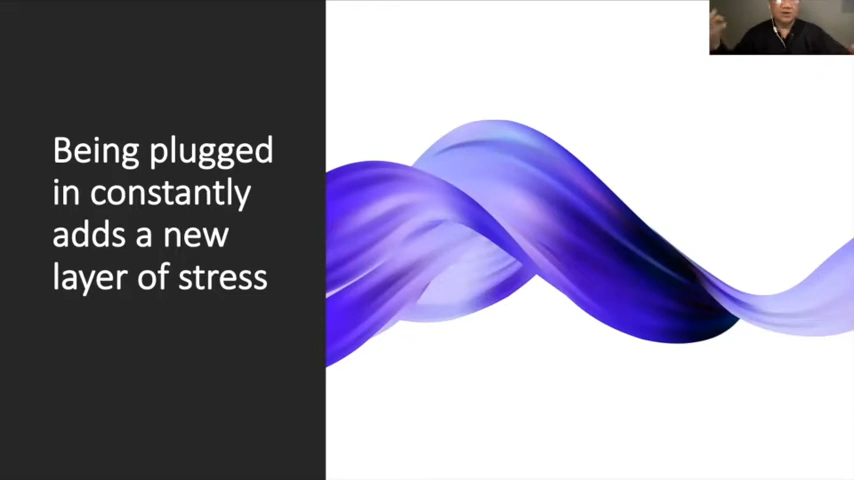 Being plugged
in constantly
adds a new
layer of stress